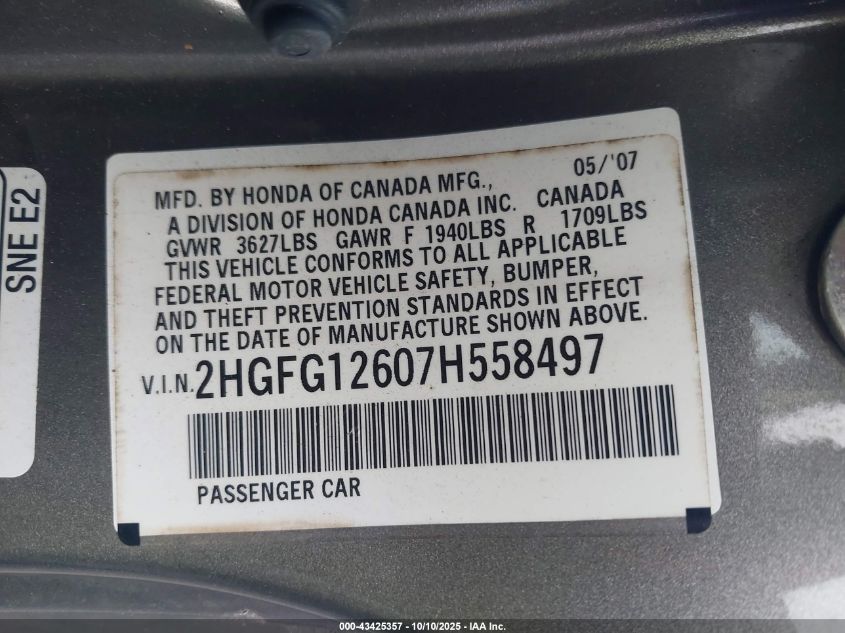 SNE E2
05/'07
MFD. BY HONDA OF CANADA MFG.,
A DIVISION OF HONDA CANADA INC. CANADA
GVWR 3627LBS GAWR F 1940LBS R 1709LBS
THIS VEHICLE CONFORMS TO ALL APPLICABLE
FEDERAL MOTOR VEHICLE SAFETY, BUMPER,
AND THEFT PREVENTION STANDARDS IN EFFECT
ON THE DATE OF MANUFACTURE SHOWN ABOVE.
V.I.N. 2HGFG12607H558497
PASSENGER CAR
000-43425357 - 10/10/2025 - IAA Inc.